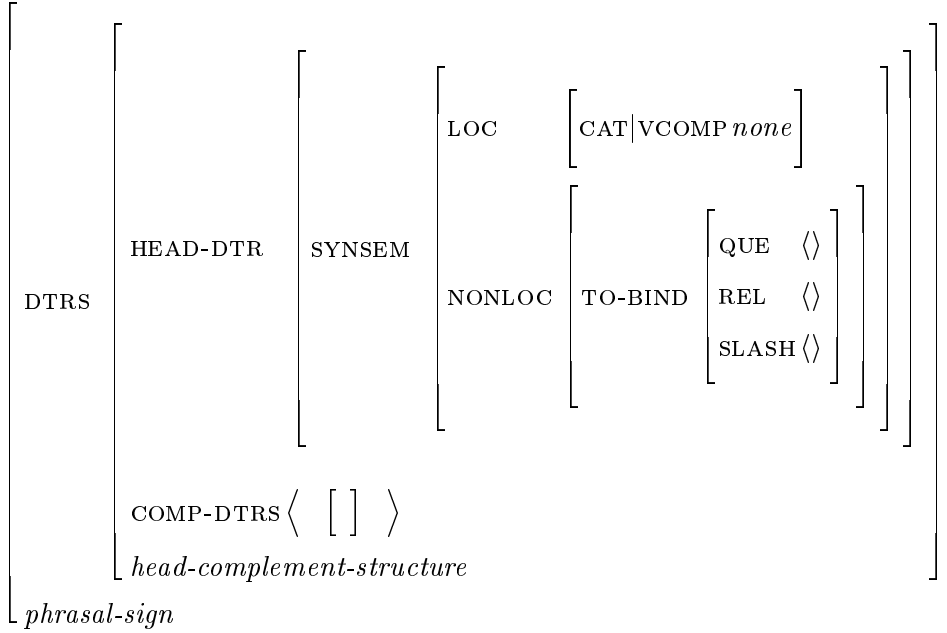 LOC [CAT|VCOMP none]
HEAD-DTR SYNSEM QUE ⟨⟩
DTRS NONLOC TO-BIND REL ⟨⟩
SLASH ⟨⟩
COMP-DTRS ⟨ [ ] ⟩
head-complement-structure
phrasal-sign